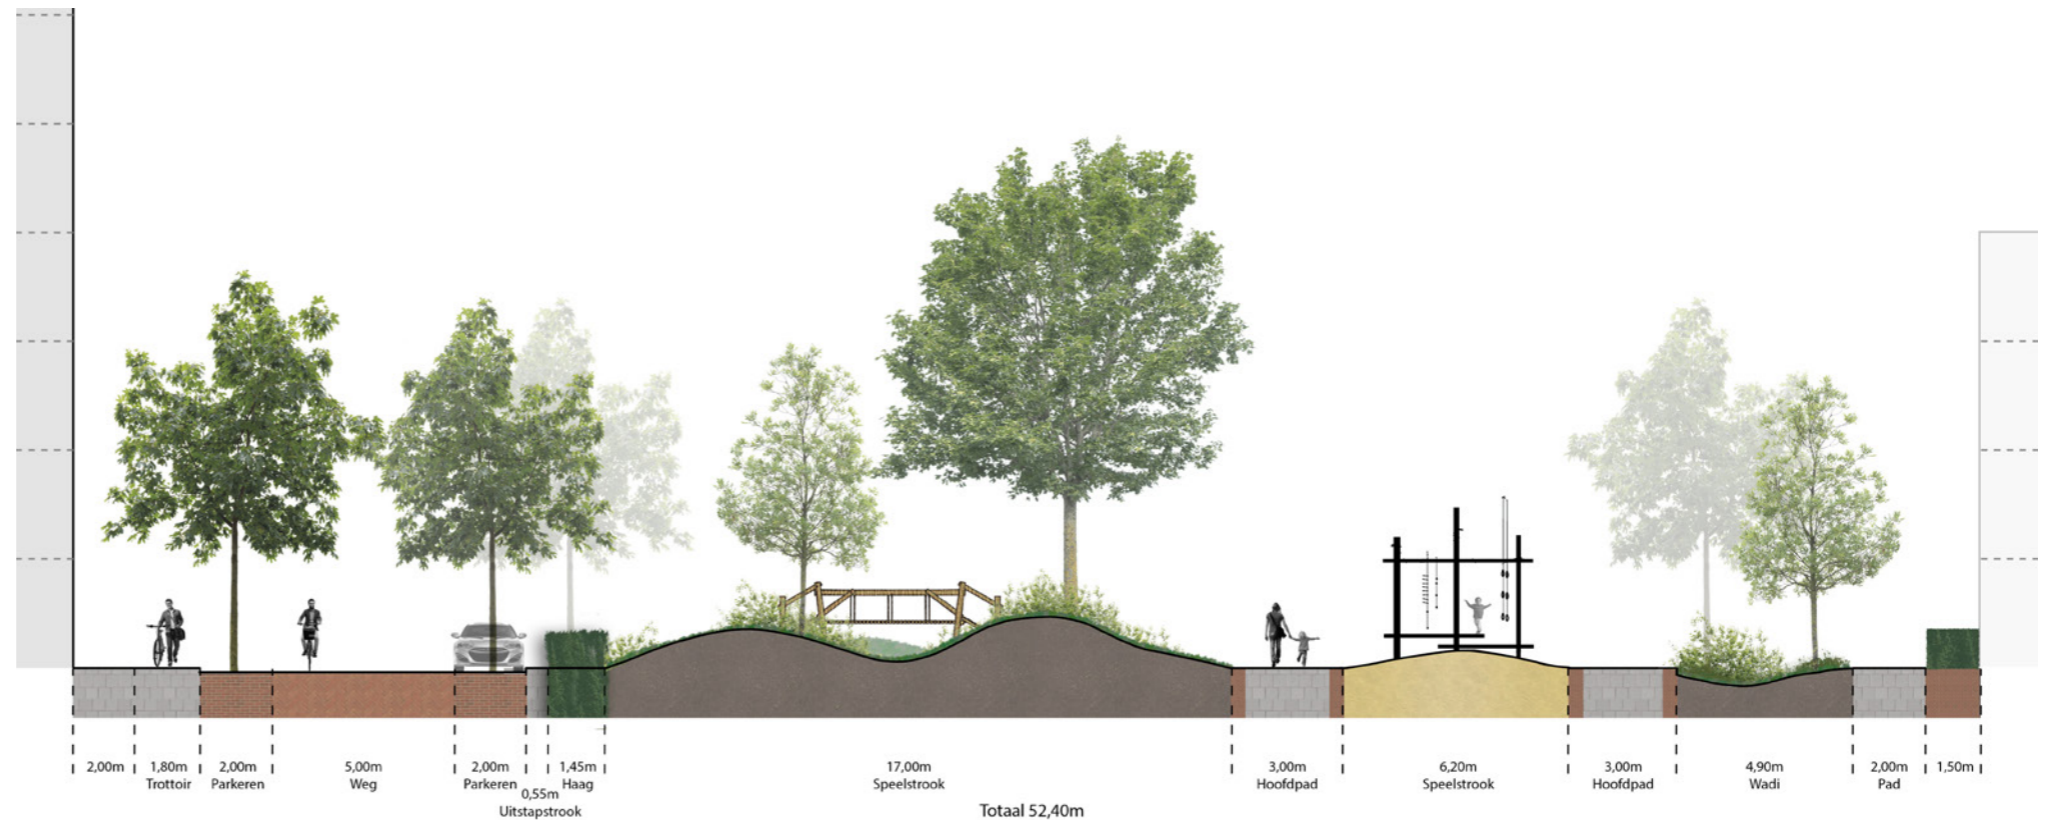 2,00m
1,80m
Trottoir
2,00m
Parkeren
5,00m
Weg
2,00m
Parkeren
0,55m
Uitstapstrook
1,45m
Haag
17,00m
Speelstrook
3,00m
Hoofdpad
6,20m
Speelstrook
3,00m
Hoofdpad
4,90m
Wadi
2,00m
Pad
1,50m
Totaal 52,40m